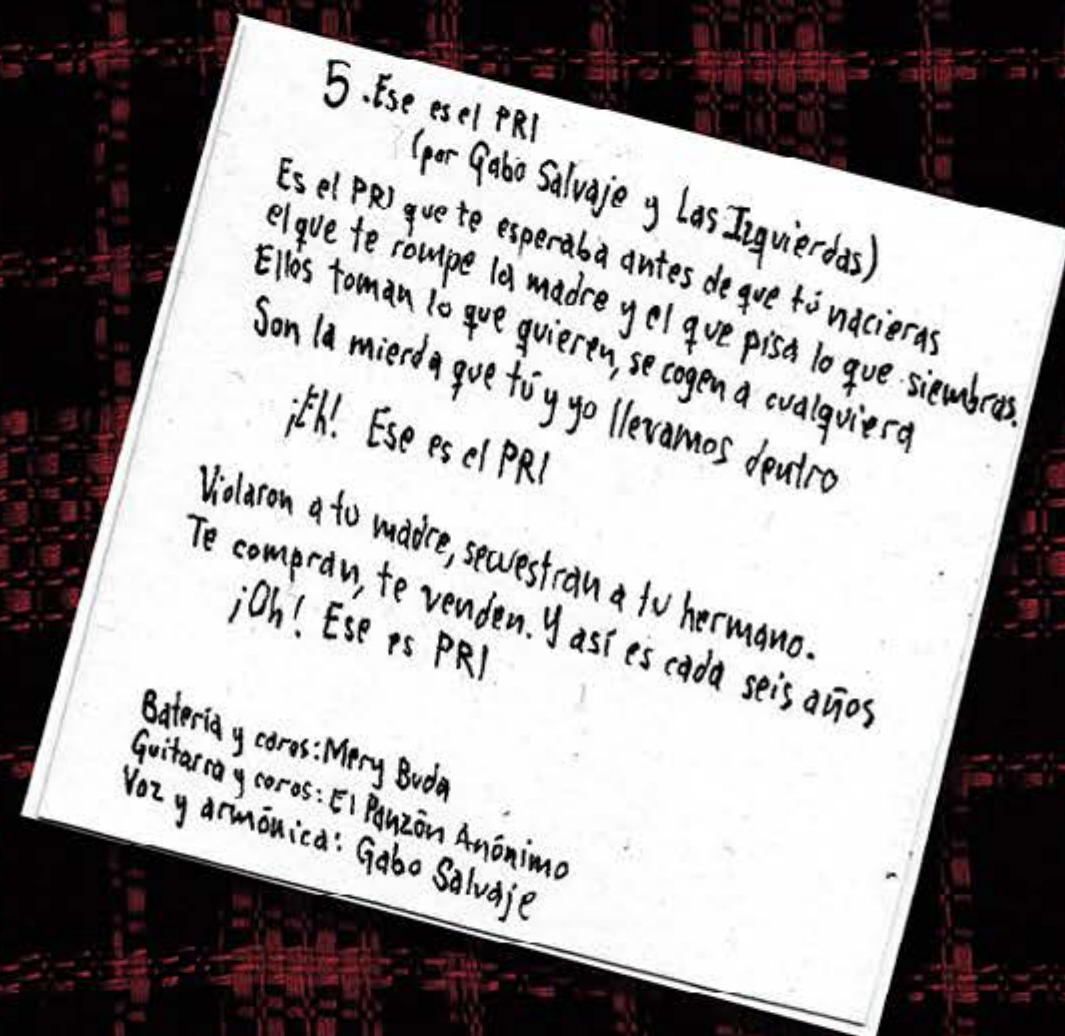 5.Ese es el PRI
(por Gabo Salvaje y Las Izquierdas)
Es el PRI que te esperaba antes de que tú nacieras
el que te rompe la madre y el que pisa lo que siembras.
Ellos toman lo que quieren, se cogen a cualquiera
Son la mierda que tú y yo llevamos dentro
¡Eh! Ese es el PRI
Violaron a tu madre, secuestran a tu hermano.
Te compran, te venden. Y así es cada seis años
¡Oh! Ese es PRI
Batería y coros: Mery Buda
Guitarra y coros: El Panzón Anónimo
Voz y armónica: Gabo Salvaje